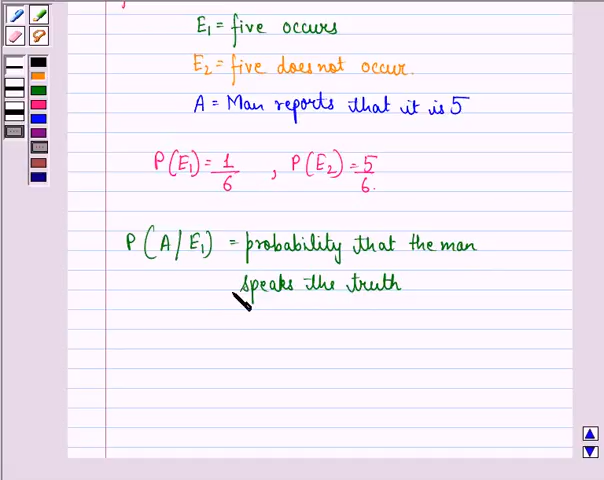 E₁ = five occurs
E₂ = five does not occur.
A = Man reports that it is 5
P(E₁) = 1/6 , P(E₂) = 5/6.
P(A/E₁) = probability that the man
speaks the truth